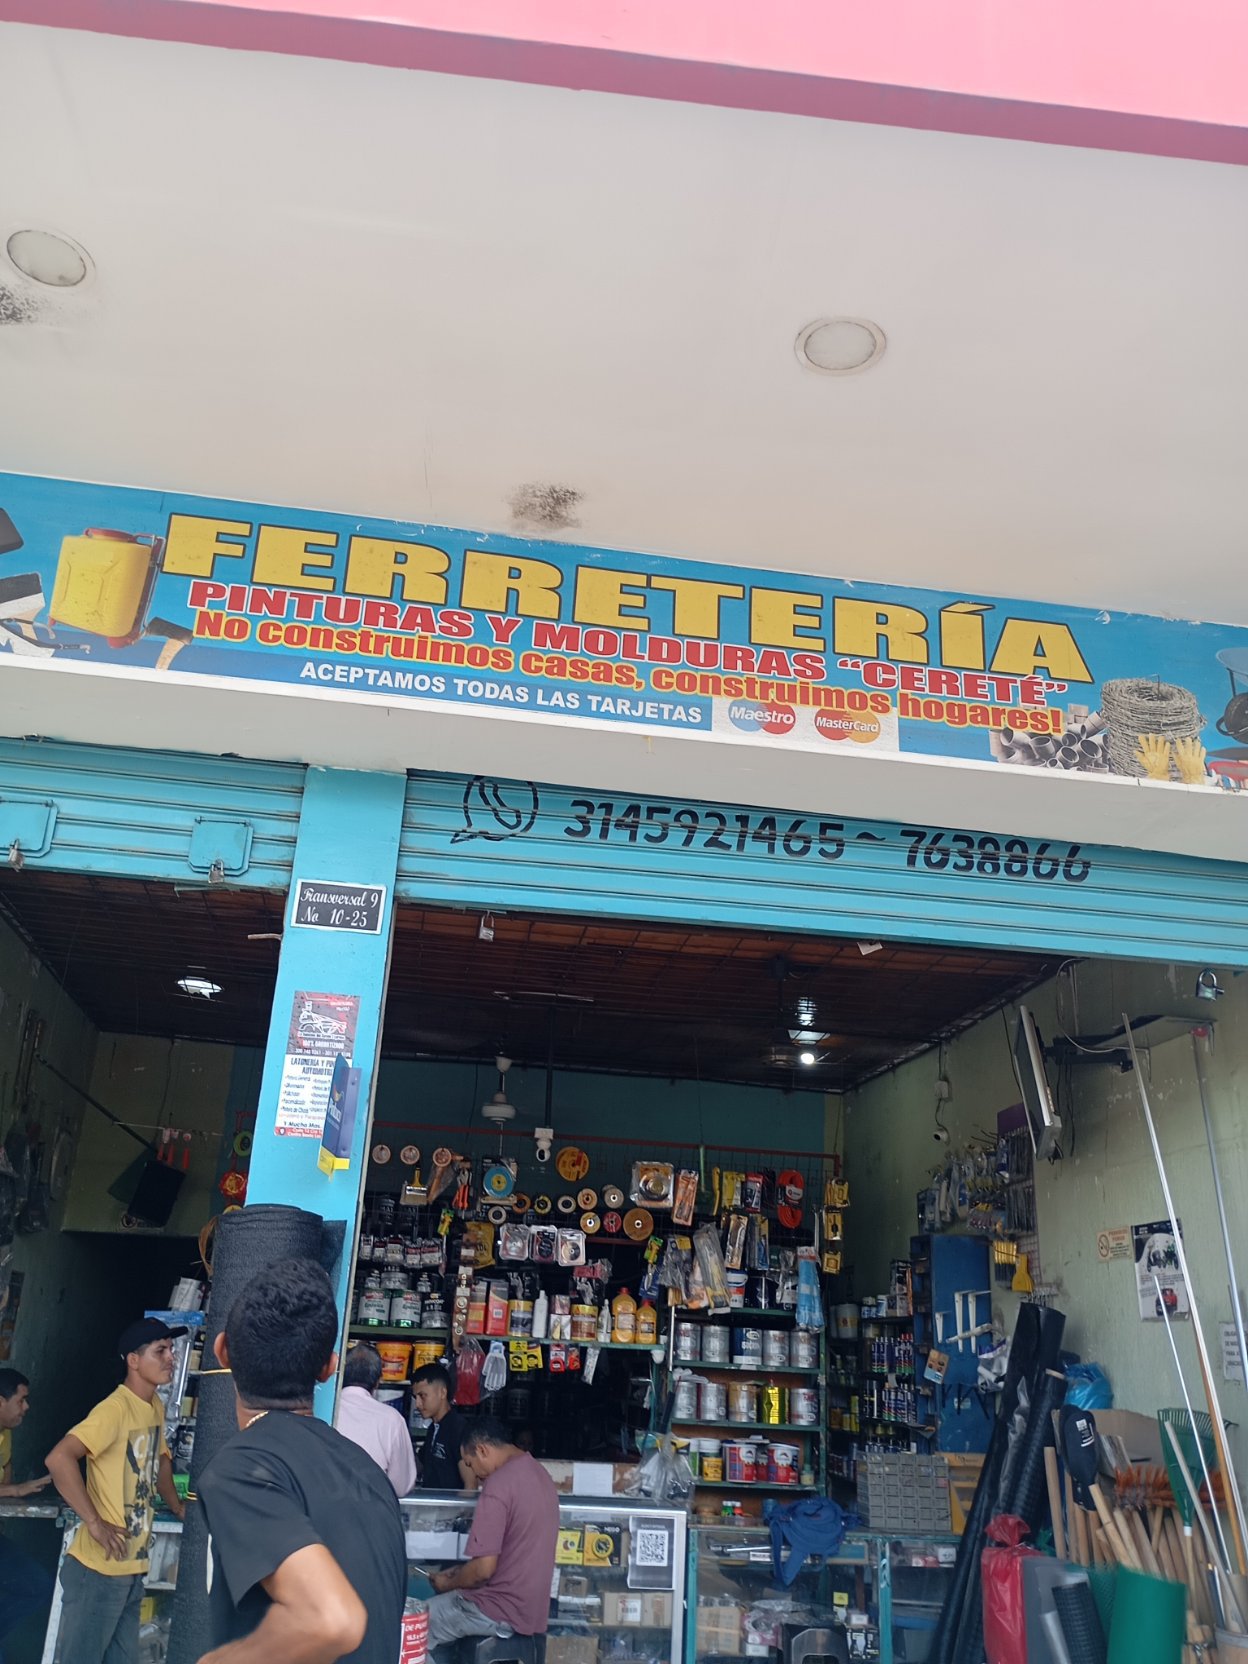 FERRETERÍA
PINTURAS Y MOLDURAS “CERETÉ”
No construimos casas, construimos hogares!
ACEPTAMOS TODAS LAS TARJETAS
Maestro
MasterCard
3145921465~7638866
Transversal 9
No 10-25